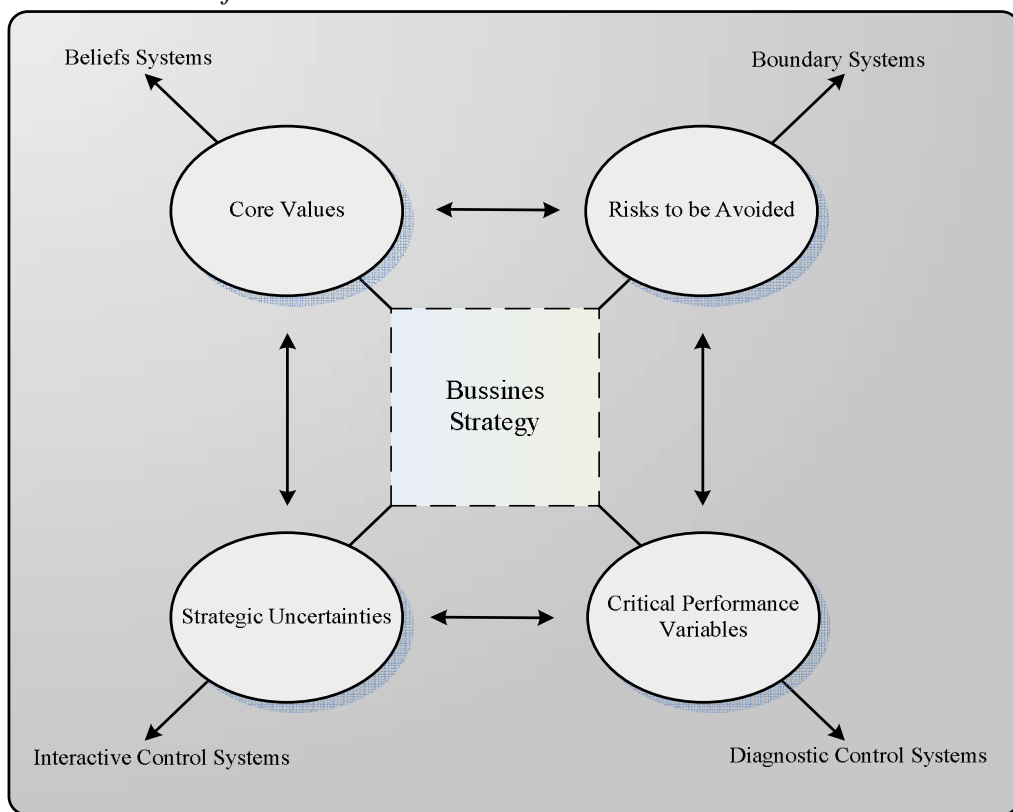 Beliefs Systems
Boundary Systems
Core Values
Risks to be Avoided
Bussines
Strategy
Strategic Uncertainties
Critical Performance
Variables
Interactive Control Systems
Diagnostic Control Systems